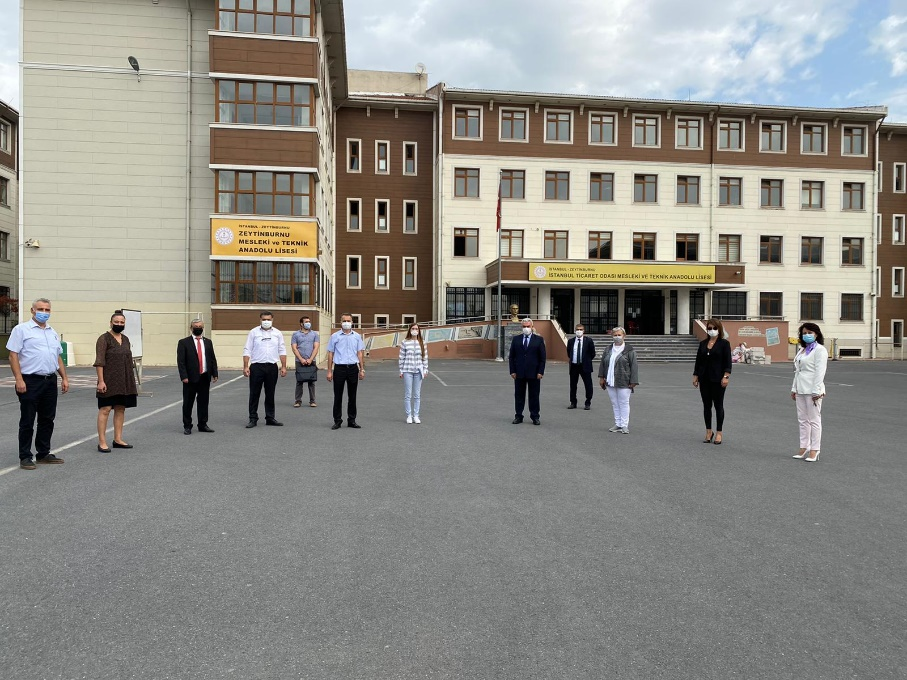 İSTANBUL - ZEYTİNBURNU
ZEYTİNBURNU
MESLEKİ ve TEKNİK
ANADOLU LİSESİ
İSTANBUL - ZEYTİNBURNU
İSTANBUL TİCARET ODASI MESLEKİ VE TEKNİK ANADOLU LİSESİ